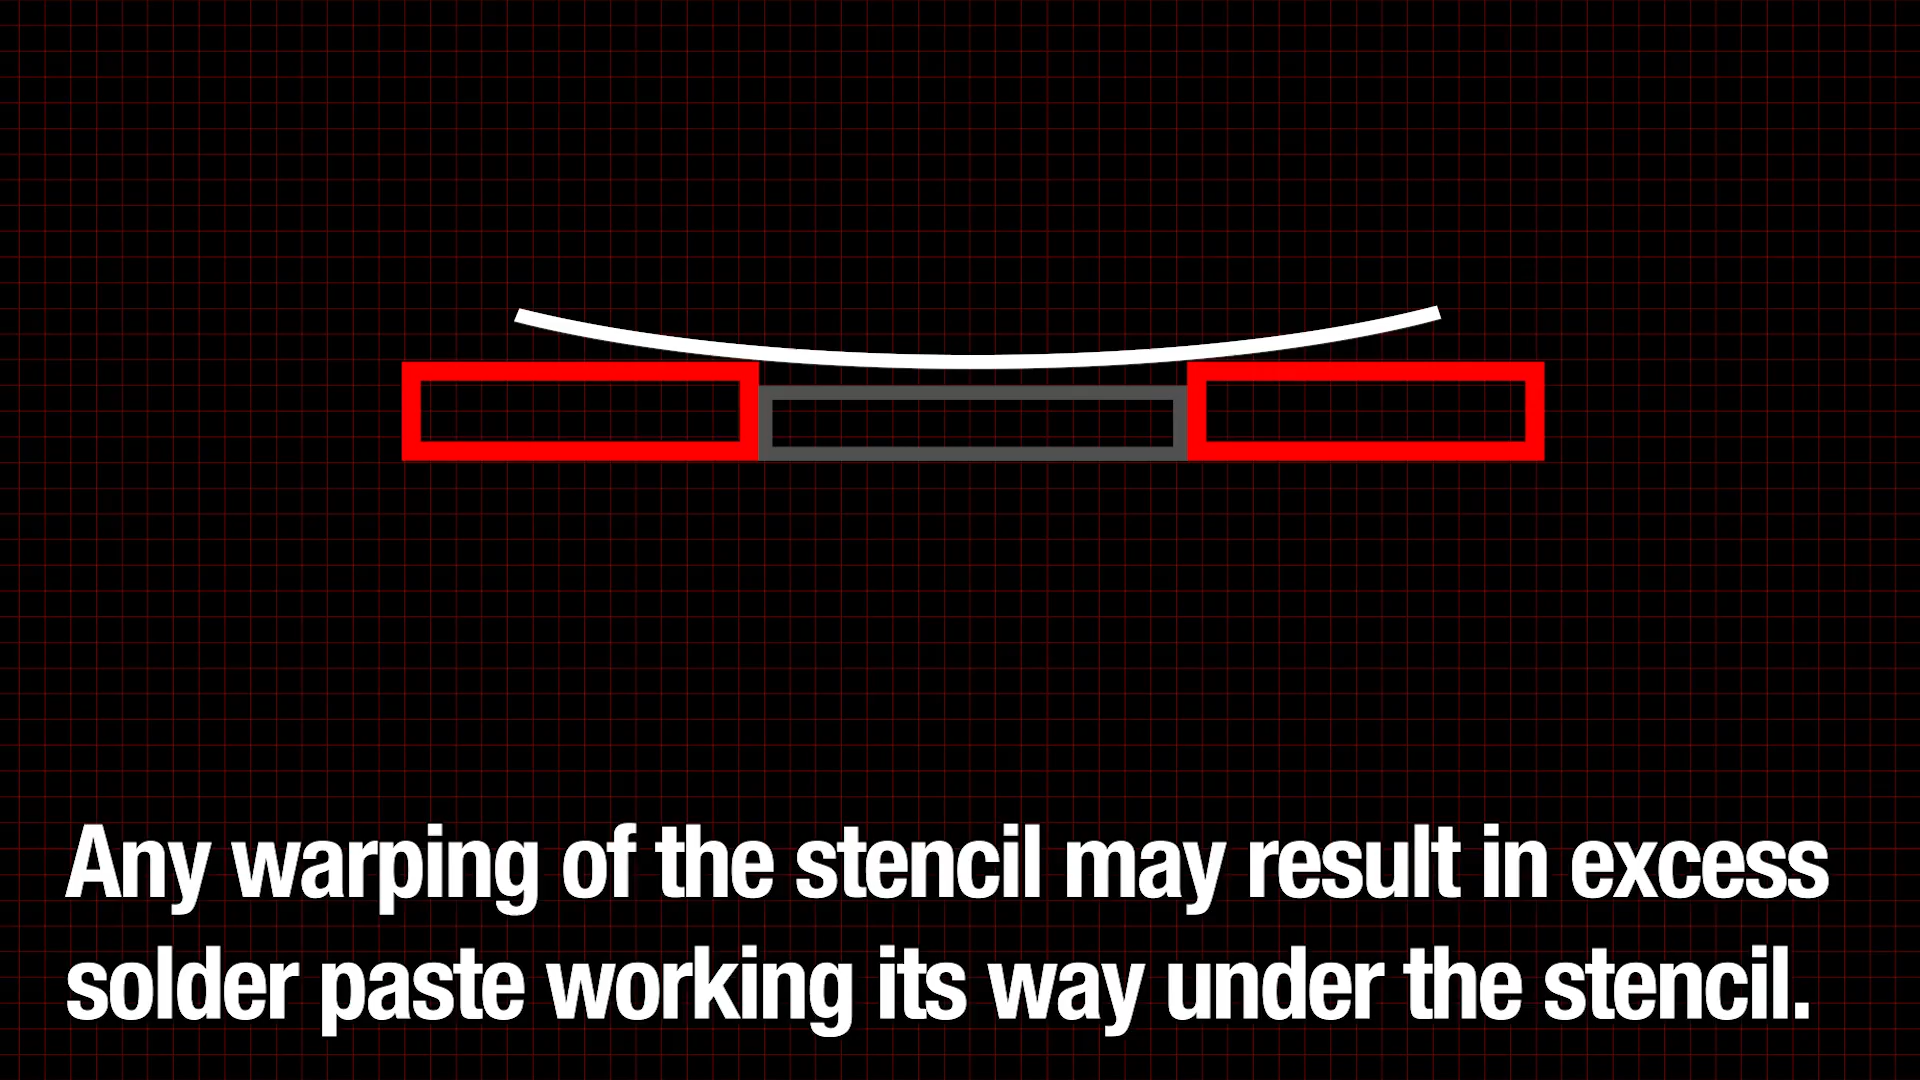 Any warping of the stencil may result in excess
solder paste working its way under the stencil.